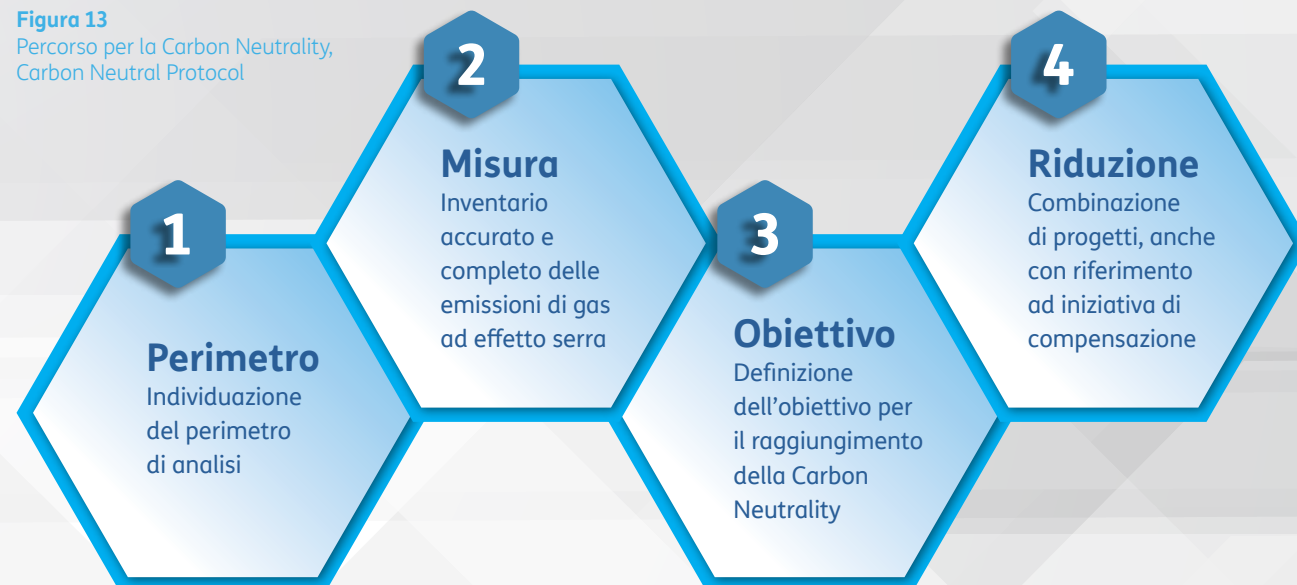 Figura 13
Percorso per la Carbon Neutrality,
Carbon Neutral Protocol
1
Perimetro
Individuazione
del perimetro
di analisi
2
Misura
Inventario
accurato e
completo delle
emissioni di gas
ad effetto serra
3
Obiettivo
Definizione
dell’obiettivo per
il raggiungimento
della Carbon
Neutrality
4
Riduzione
Combinazione
di progetti, anche
con riferimento
ad iniziativa di
compensazione